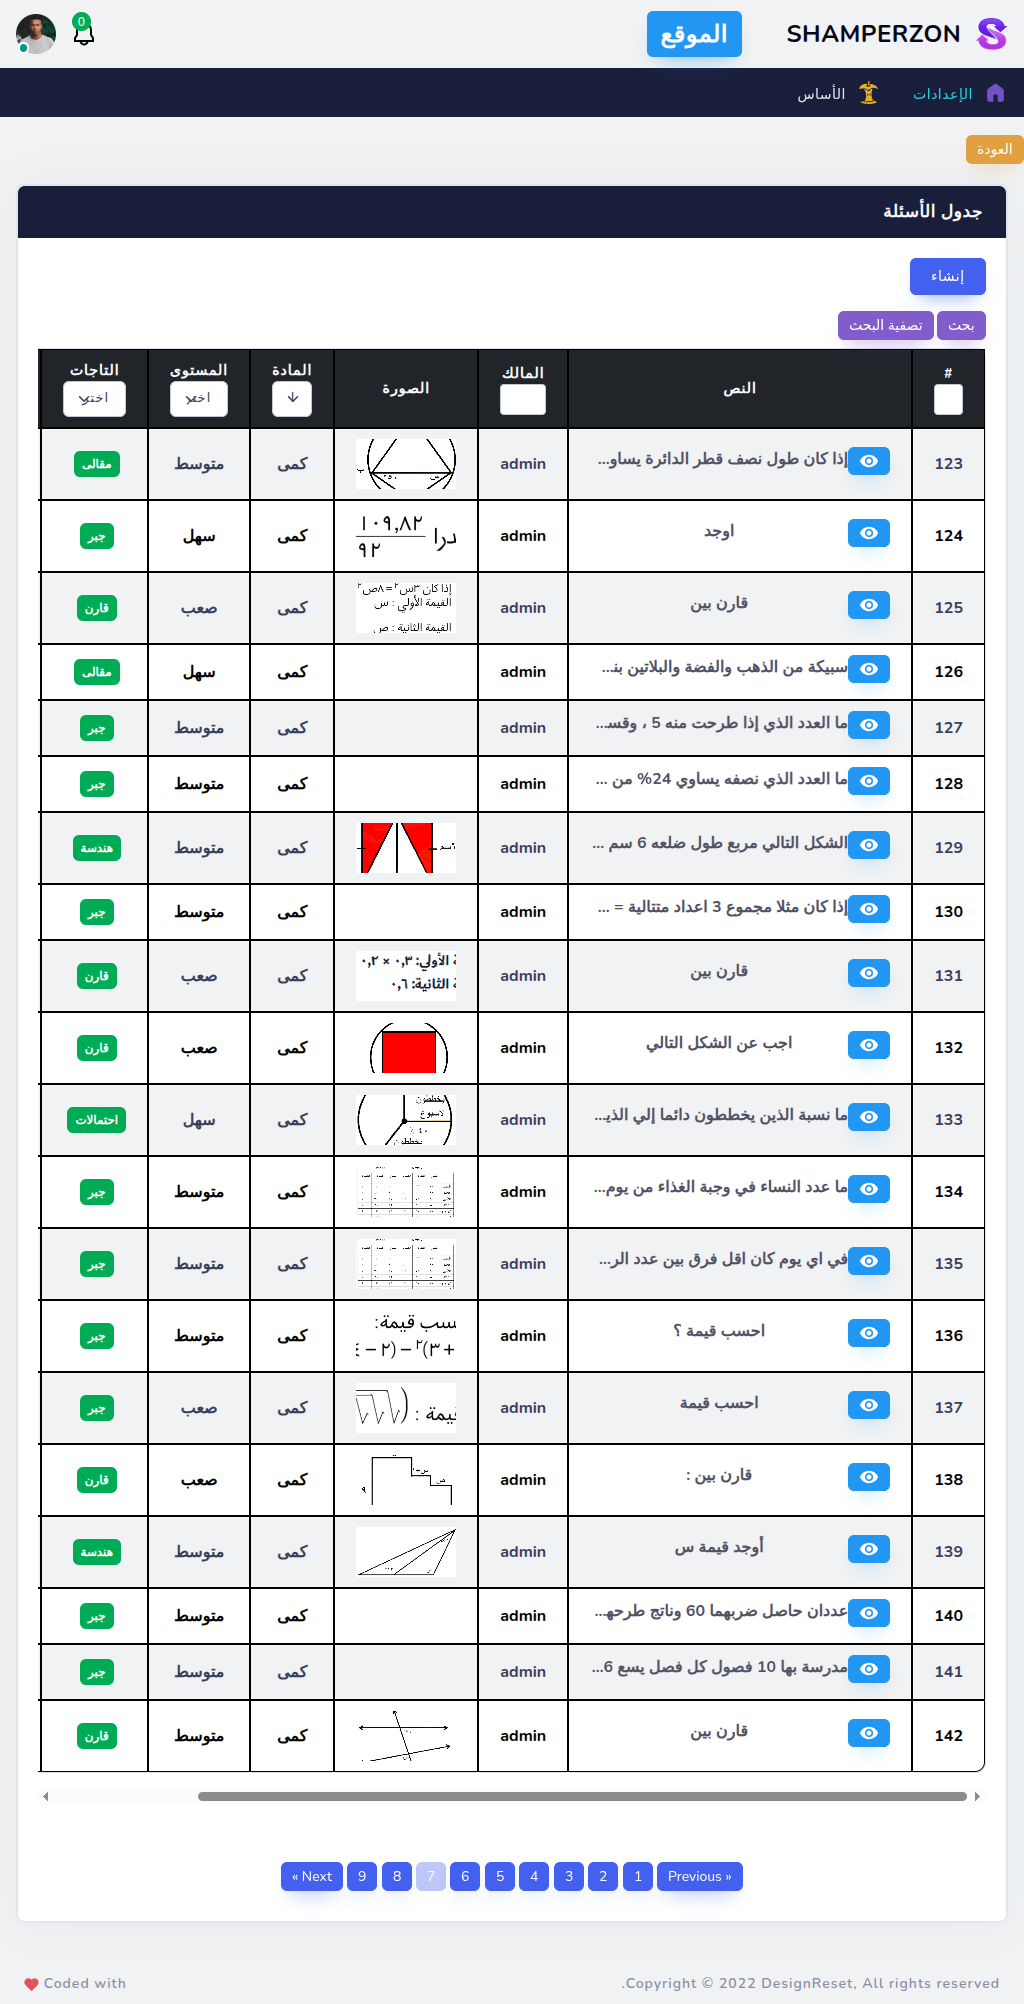 SHAMPERZON
الموقع
0
الإعدادات
الأساس
العودة
جدول الأسئلة
إنشاء
بحث تصفية البحث
# النص المالك الصورة المادة المستوى التاجات
123 إذا كان طول نصف قطر الدائرة يساو... admin كمى متوسط مقالى
124 اوجد admin ١٠٩,٨٢ ٩٢ كمى سهل جبر
125 قارن بين admin كمى صعب قارن
إذا كان ٣س٢ = ٨ص٢
القيمة الأولي : س
القيمة الثانية : ص
126 سبيكة من الذهب والفضة والبلاتين بنـ... admin كمى سهل مقالى
127 ما العدد الذي إذا طرحت منه 5 ، وقسـ... admin كمى متوسط جبر
128 ما العدد الذي نصفه يساوي 24% من ... admin كمى متوسط جبر
129 الشكل التالي مربع طول ضلعه 6 سم ... admin كمى متوسط هندسة
130 إذا كان مثلا مجموع 3 اعداد متتالية = ... admin كمى متوسط جبر
131 قارن بين admin كمى صعب قارن
الأولي: ٠,٣ × ٠,٢
الثانية: ٠,٦
132 اجب عن الشكل التالي admin كمى صعب قارن
133 ما نسبة الذين يخططون دائما إلي الذيـ... admin كمى سهل احتمالات
134 ما عدد النساء في وجبة الغذاء من يوم... admin كمى متوسط جبر
135 في اي يوم كان اقل فرق بين عدد الر... admin كمى متوسط جبر
136 احسب قيمة ؟ admin كمى متوسط جبر
قيمة:
137 احسب قيمة admin كمى صعب جبر
138 قارن بين : admin كمى صعب قارن
139 أوجد قيمة س admin كمى متوسط هندسة
140 عددان حاصل ضربهما 60 وناتج طرحهـ... admin كمى متوسط جبر
141 مدرسة بها 10 فصول كل فصل يسع 6... admin كمى متوسط جبر
142 قارن بين admin كمى متوسط قارن
« Previous 1 2 3 4 5 6 7 8 9 Next »
Copyright © 2022 DesignReset, All rights reserved.
Coded with